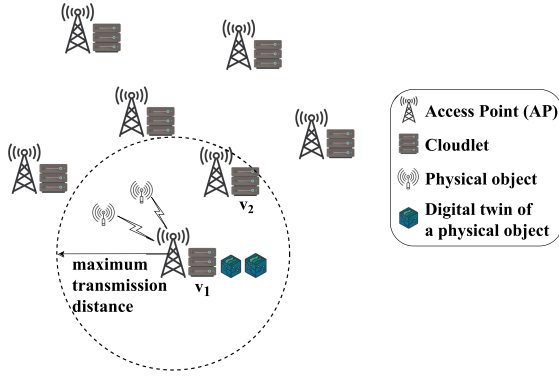 v2
maximum
transmission
distance
v1
Access Point (AP)
Cloudlet
Physical object
Digital twin of
a physical object